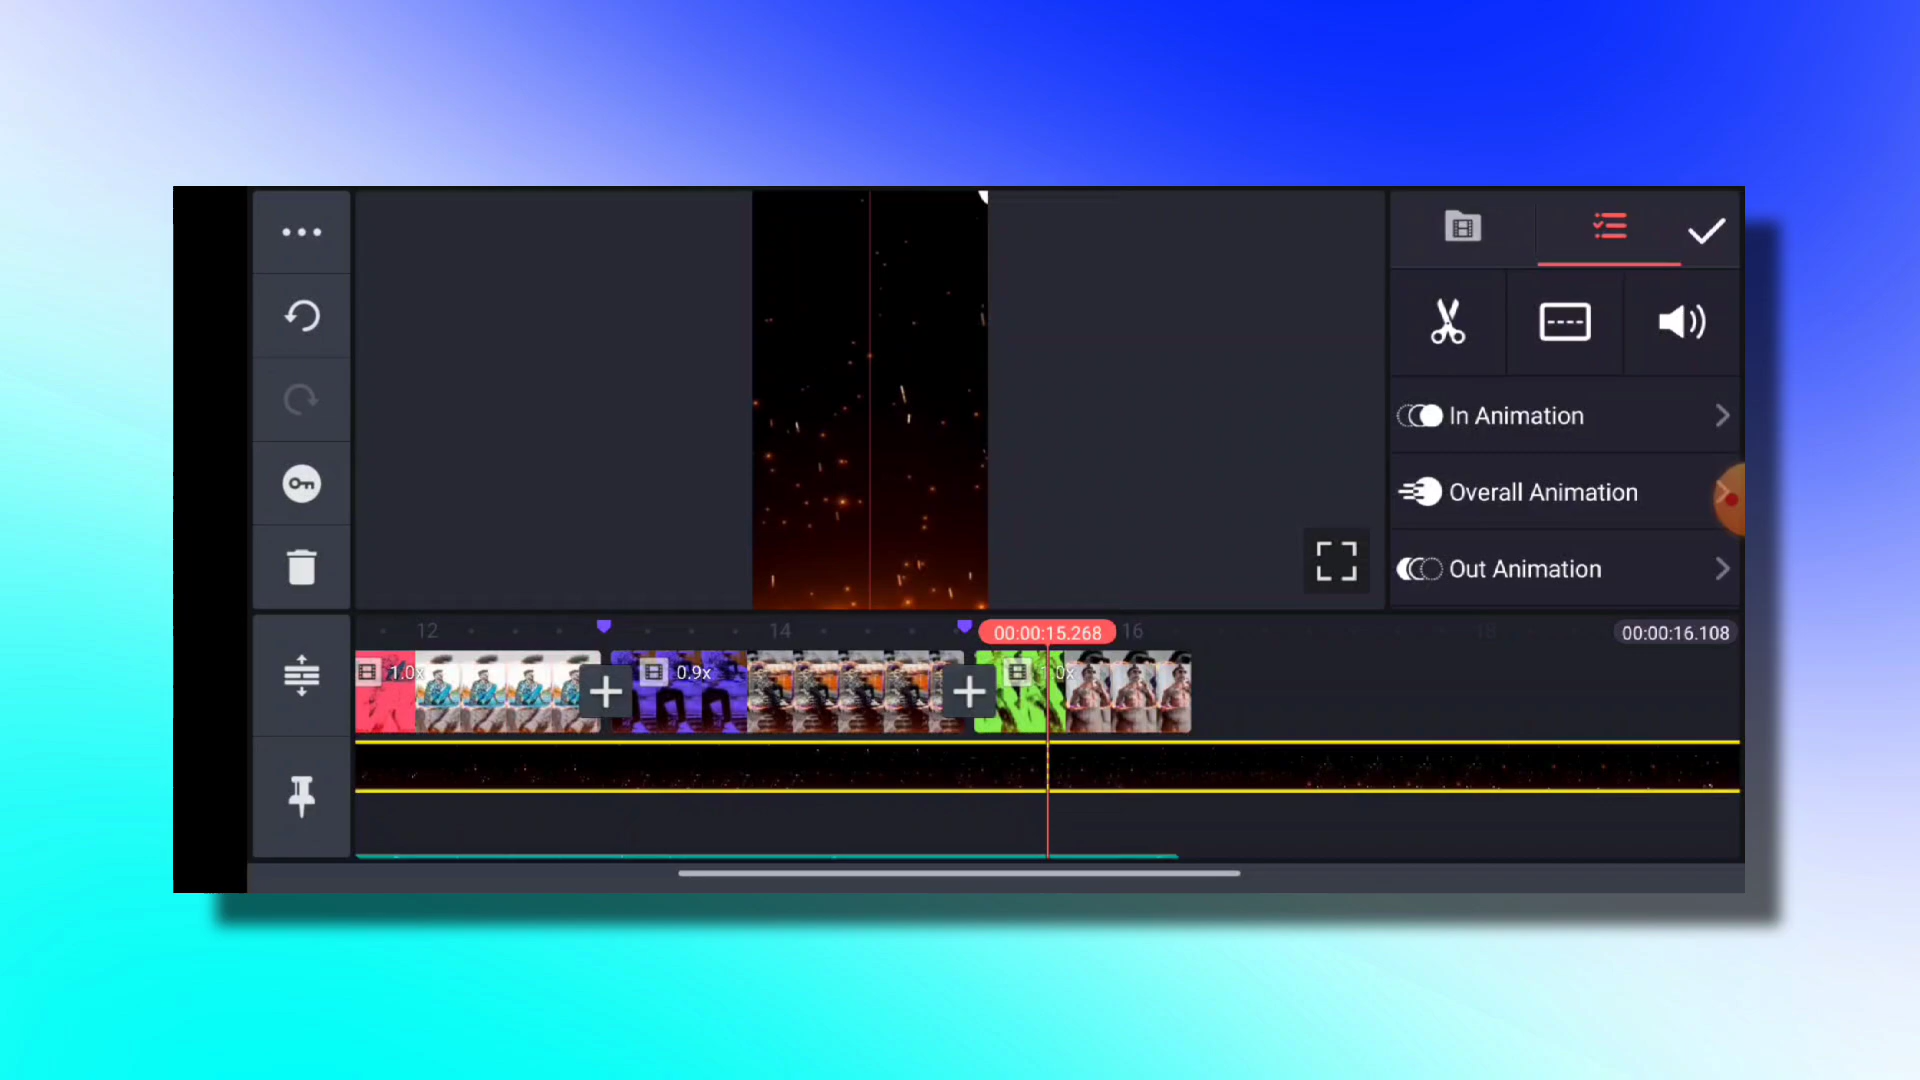 In Animation
Overall Animation
Out Animation
12
14
00:00:15.268
16
18
00:00:16.108
1.0x
0.9x